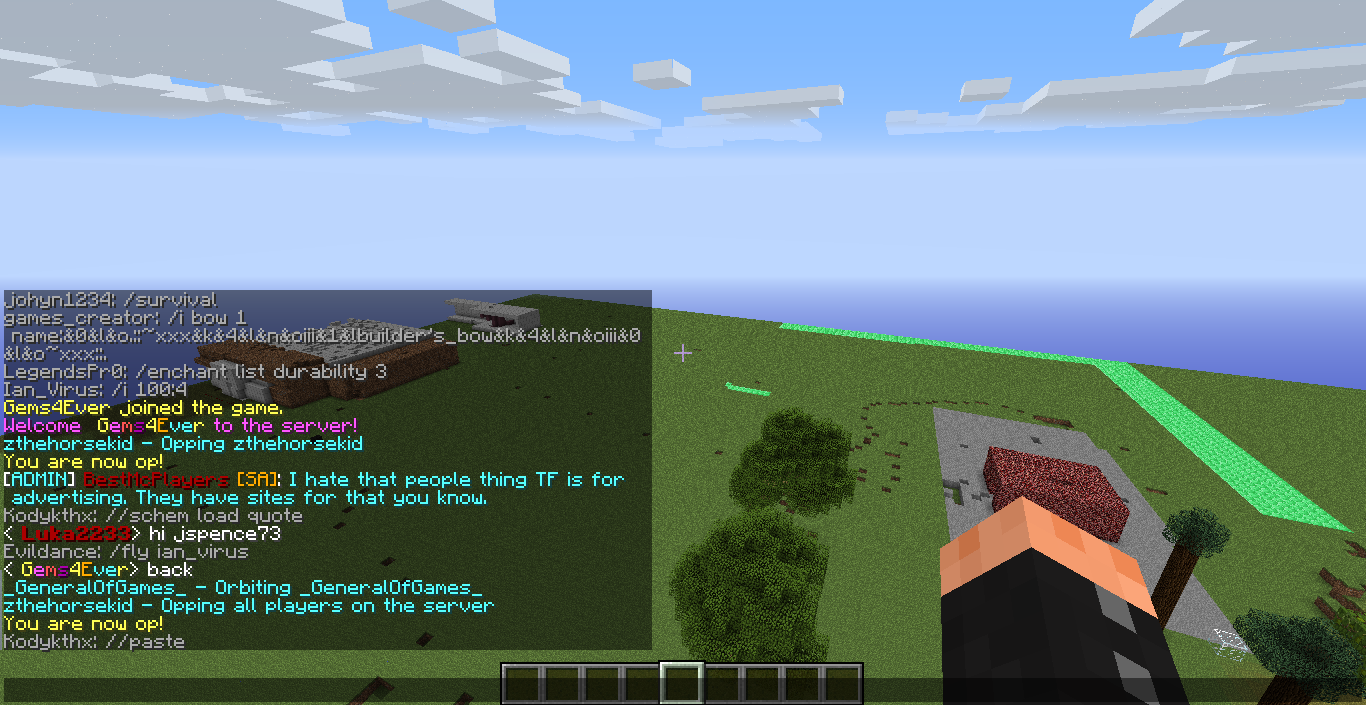 johyn1234: /survival
games_creator: /i bow 1
name:&0&l&o.::~xxx&k&4&l&n&oiii&1&lbuilder's_bow&k&4&l&n&oiii&0
&l&o~xxx::.
LegendsPr0: /enchant list durability 3
Ian_Virus: /i 100:4
Gems4Ever joined the game.
Welcome Gems4Ever to the server!
zthehorsekid - Opping zthehorsekid
You are now op!
[ADMIN] BestMcPlayers [SA]: I hate that people thing TF is for
advertising. They have sites for that you know.
Kodykthx: //schem load quote
< Luka2233> hi jspence73
Evildance: /fly ian_virus
< Gems4Ever> back
_GeneralOfGames_ - Orbiting _GeneralOfGames_
zthehorsekid - Opping all players on the server
You are now op!
Kodykthx: //paste